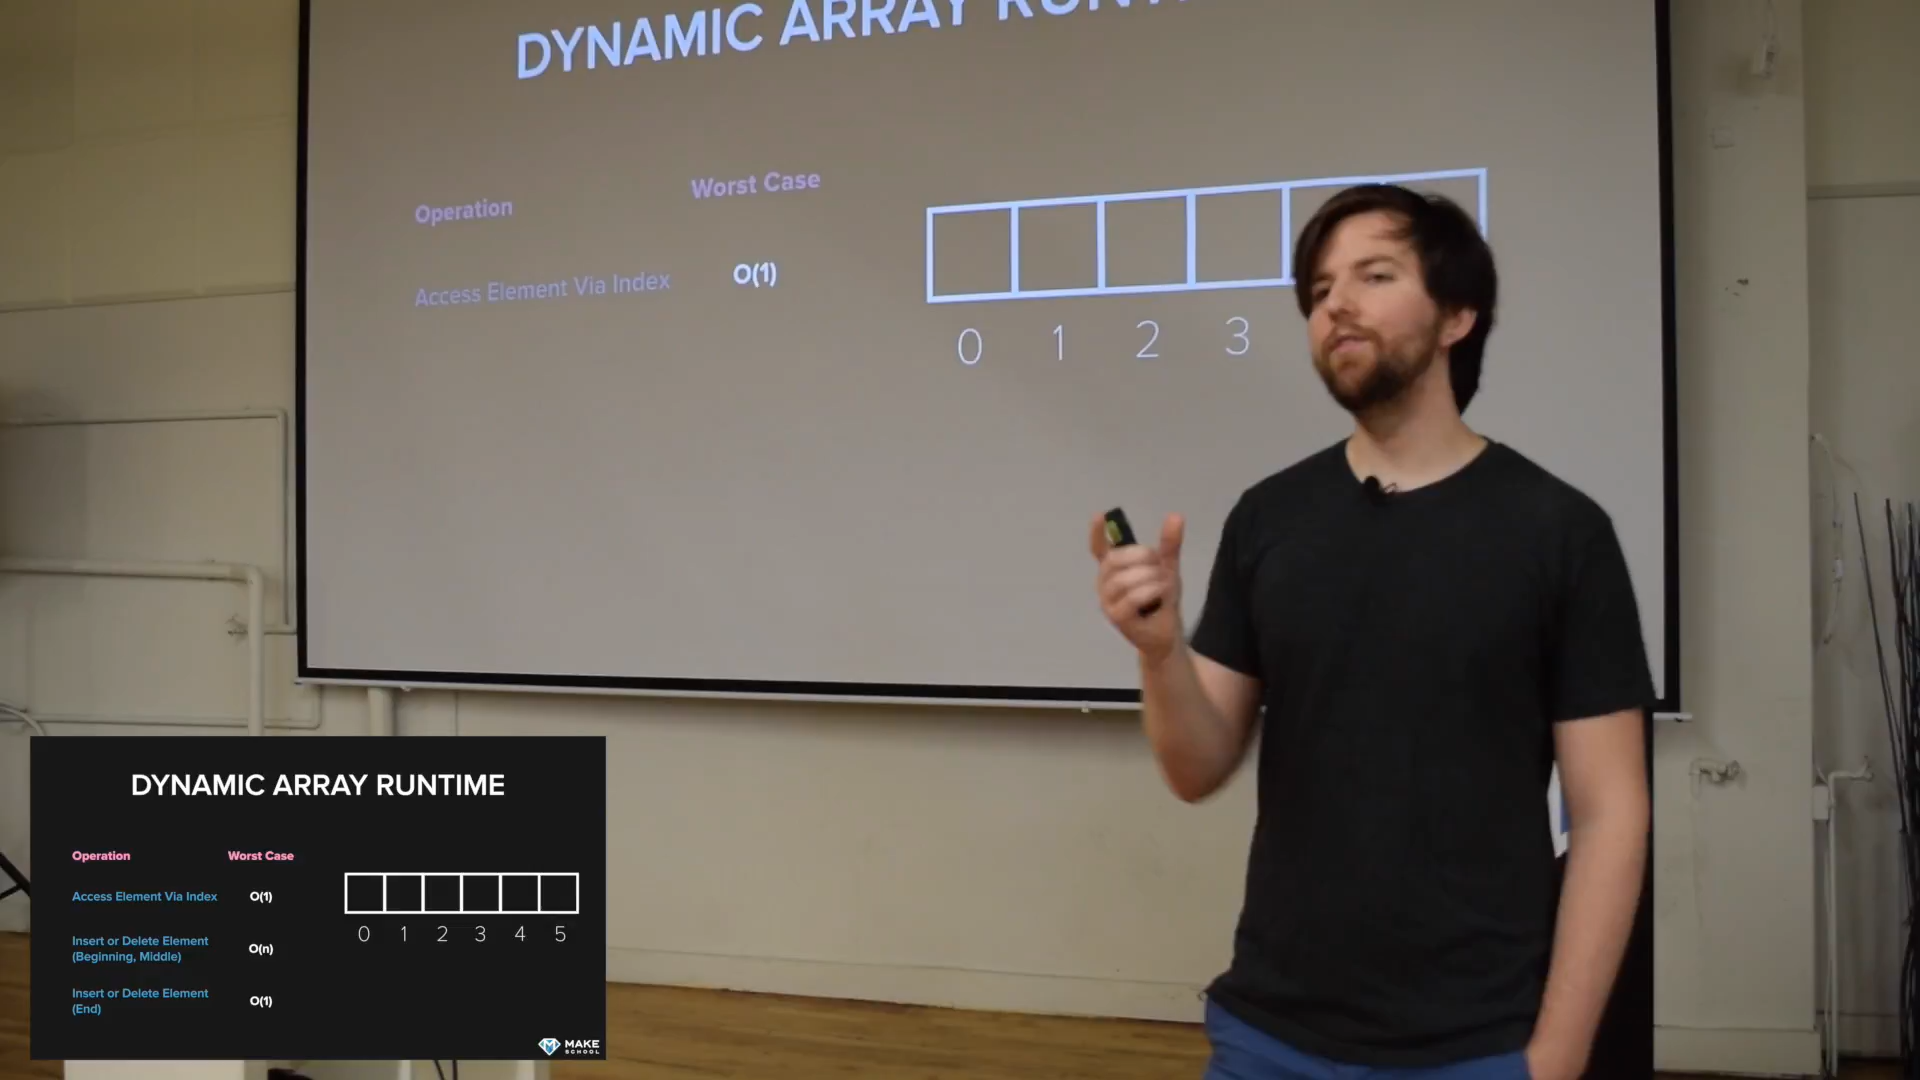 DYNAMIC ARRAY
Operation Worst Case
Access Element Via Index O(1)
0 1 2 3
DYNAMIC ARRAY RUNTIME
Operation Worst Case
Access Element Via Index O(1)
0 1 2 3 4 5
Insert or Delete Element
(Beginning, Middle) O(n)
Insert or Delete Element
(End) O(1)
MAKE
SCHOOL